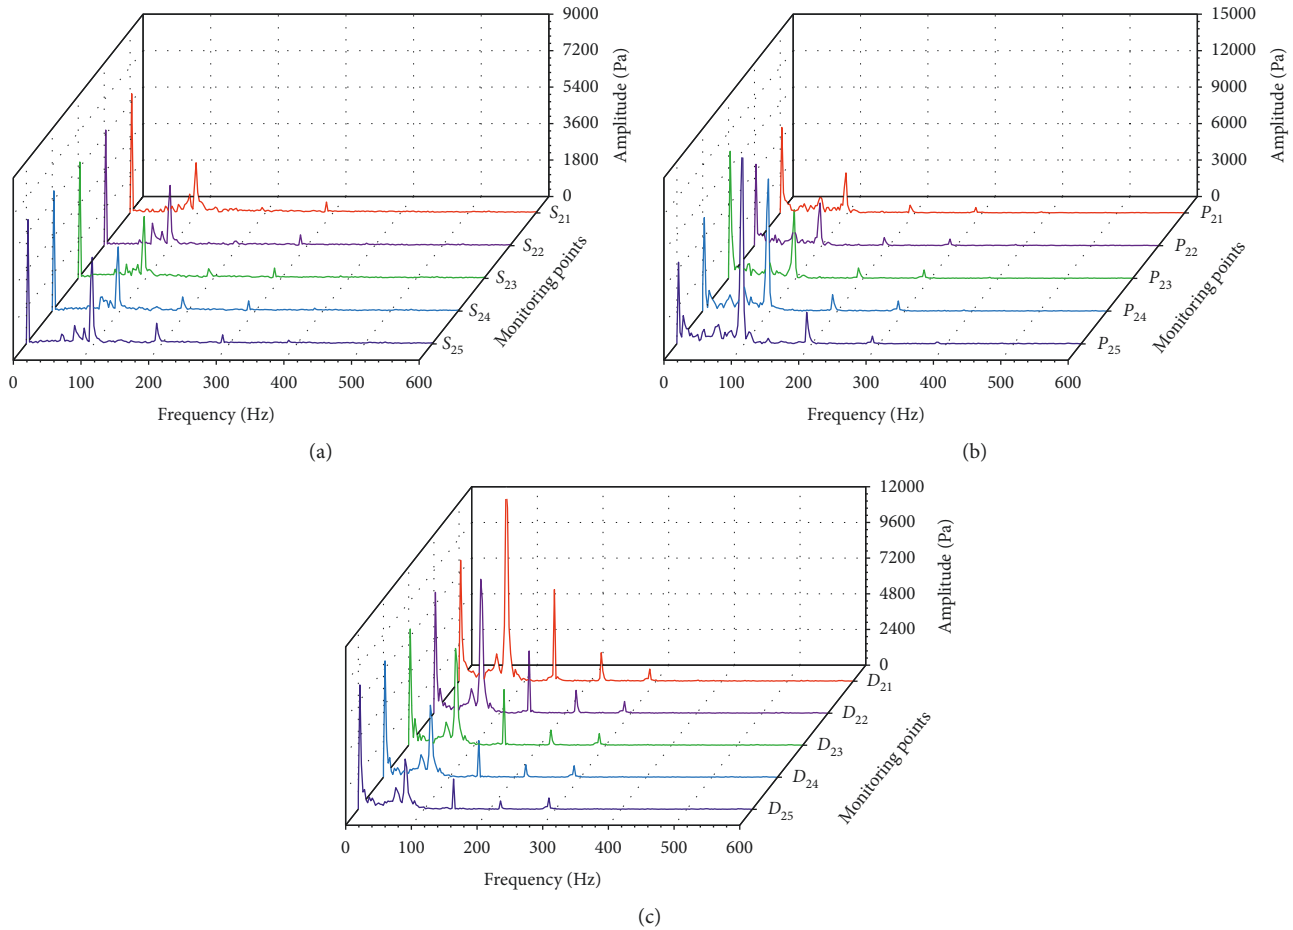 9000
7200
5400
3600
1800
0
Amplitude (Pa)
S21
S22
S23
S24
S25
Monitoring points
0 100 200 300 400 500 600
Frequency (Hz)
(a)
15000
12000
9000
6000
3000
0
Amplitude (Pa)
P21
P22
P23
P24
P25
Monitoring points
0 100 200 300 400 500 600
Frequency (Hz)
(b)
12000
9600
7200
4800
2400
0
Amplitude (Pa)
D21
D22
D23
D24
D25
Monitoring points
0 100 200 300 400 500 600
Frequency (Hz)
(c)